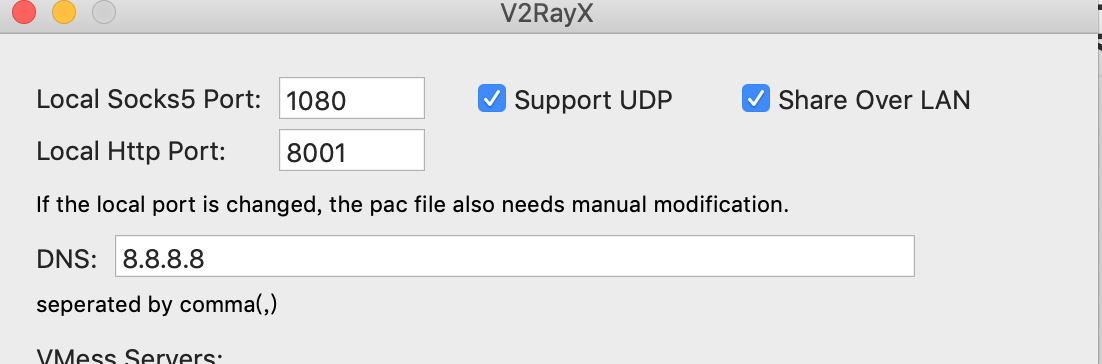 V2RayX
Local Socks5 Port: 1080 Support UDP Share Over LAN
Local Http Port: 8001
If the local port is changed, the pac file also needs manual modification.
DNS: 8.8.8.8
seperated by comma(,)
VMess Servers: